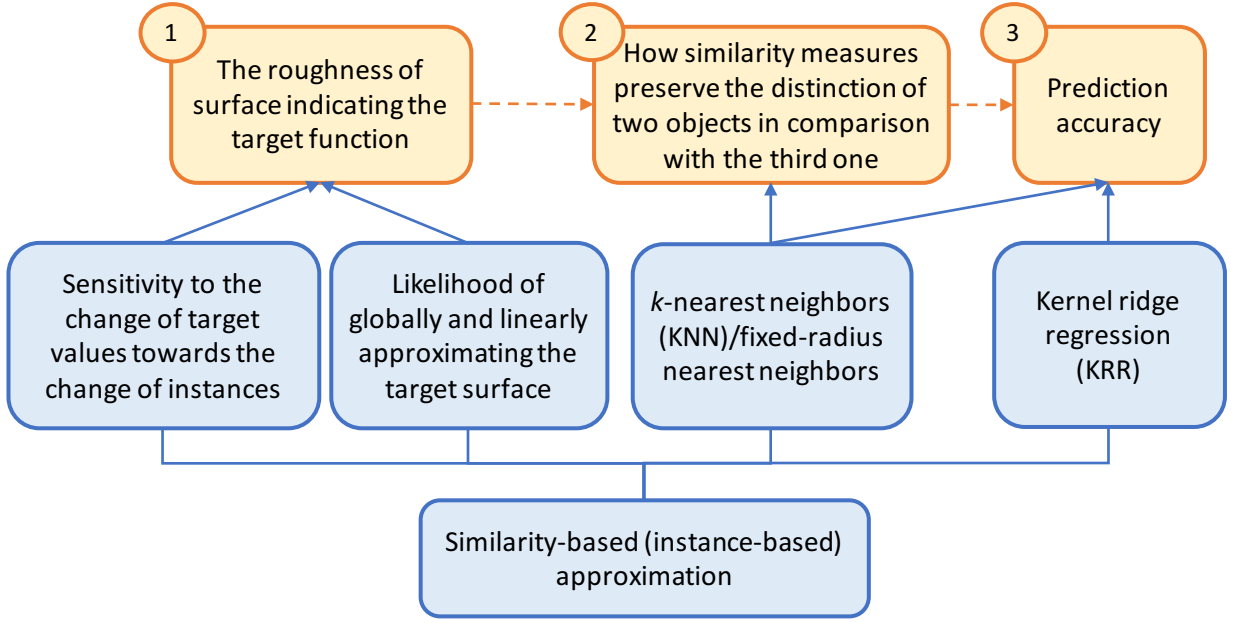 1
The roughness of
surface indicating the
target function
2
How similarity measures
preserve the distinction of
two objects in comparison
with the third one
3
Prediction
accuracy
Sensitivity to the
change of target
values towards the
change of instances
Likelihood of
globally and linearly
approximating the
target surface
k-nearest neighbors
(KNN)/fixed-radius
nearest neighbors
Kernel ridge
regression
(KRR)
Similarity-based (instance-based)
approximation